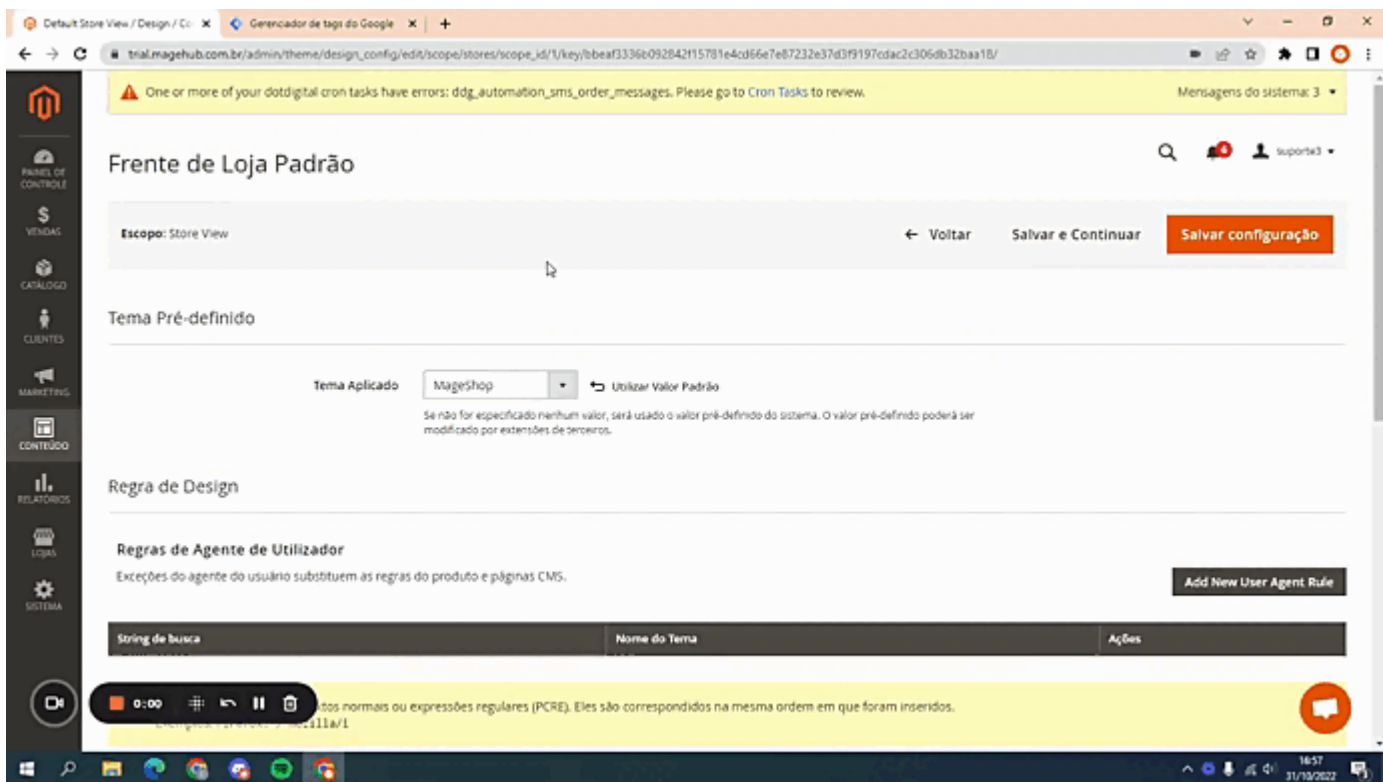 Default Store View / Design / Co
Gerenciador de tags do Google
trial.magehub.com.br/admin/theme/design_config/edit/scope/stores/scope_id/1/key/
One or more of your dotdigital cron tasks have errors: ddg_automation_sms_order_messages. Please go to Cron Tasks to review.
Mensagens do sistema: 3
Frente de Loja Padrão
4
suporte3
Escopo: Store View
Voltar
Salvar e Continuar
Salvar configuração
PAINEL DE
CONTROLE
VENDAS
CATÁLOGO
CLIENTES
MARKETING
CONTEÚDO
RELATÓRIOS
LOJAS
SISTEMA
Tema Pré-definido
Tema Aplicado
MageShop
Utilizar Valor Padrão
Se não for especificado nenhum valor, será usado o valor pré-definido do sistema. O valor pré-definido poderá ser
modificado por extensões de terceiros.
Regra de Design
Regras de Agente de Utilizador
Exceções do agente do usuário substituem as regras do produto e páginas CMS.
Add New User Agent Rule
String de busca
Nome do Tema
Ações
0:00
tos normais ou expressões regulares (PCRE). Eles são correspondidos na mesma ordem em que foram inseridos.
16:57
31/10/2022